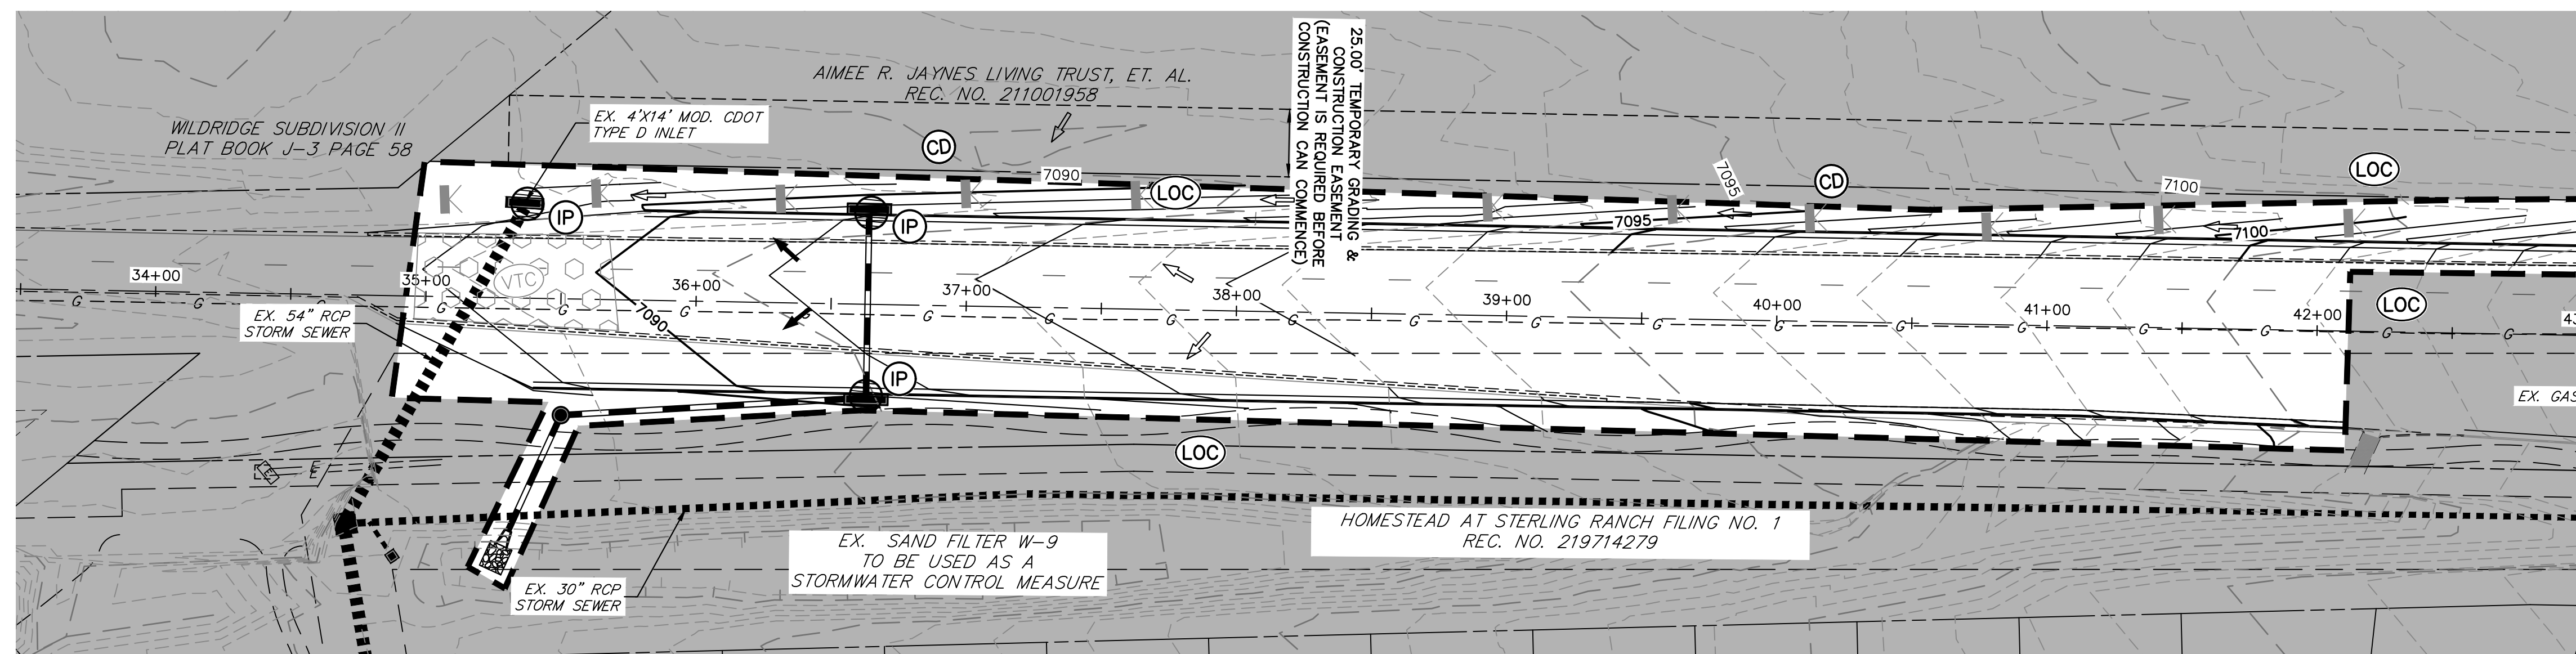 25.00' TEMPORARY GRADING &
CONSTRUCTION EASEMENT
(EASEMENT IS REQUIRED BEFORE
CONSTRUCTION CAN COMMENCE)
AIMEE R. JAYNES LIVING TRUST, ET. AL.
REC. NO. 211001958
WILDRIDGE SUBDIVISION II
PLAT BOOK J-3 PAGE 58
EX. 4'X14' MOD. CDOT
TYPE D INLET
CD
7090
LOC
7095
CD
LOC
7100
IP
IP
7095
7100
VTC
34+00
35+00
36+00
37+00
38+00
39+00
40+00
41+00
42+00
LOC
G G G G G G G G G G G G G G G G G G G G G
EX. 54" RCP
STORM SEWER
7090
IP
LOC
E
E
EX. GAS
EX. SAND FILTER W-9
TO BE USED AS A
STORMWATER CONTROL MEASURE
HOMESTEAD AT STERLING RANCH FILING NO. 1
REC. NO. 219714279
EX. 30" RCP
STORM SEWER